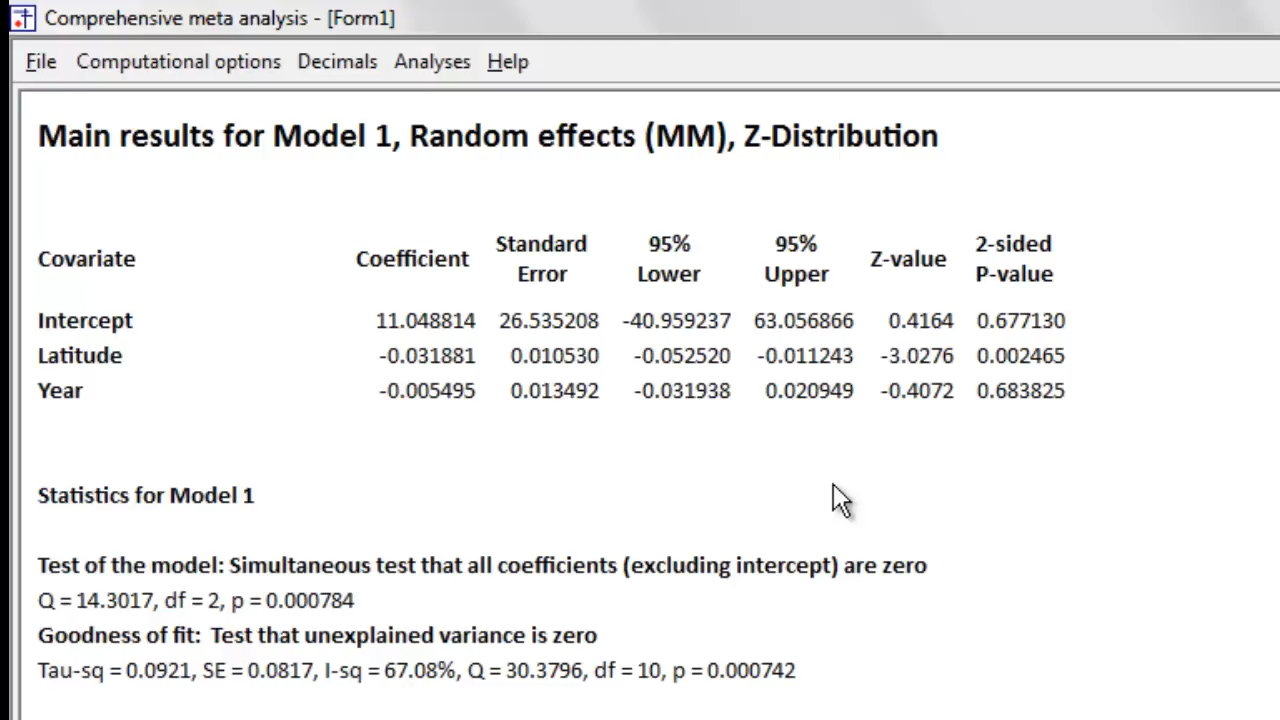 Comprehensive meta analysis - [Form1]
File Computational options Decimals Analyses Help
Main results for Model 1, Random effects (MM), Z-Distribution
Covariate Coefficient Standard Error 95% Lower 95% Upper Z-value 2-sided P-value
Intercept 11.048814 26.535208 -40.959237 63.056866 0.4164 0.677130
Latitude -0.031881 0.010530 -0.052520 -0.011243 -3.0276 0.002465
Year -0.005495 0.013492 -0.031938 0.020949 -0.4072 0.683825
Statistics for Model 1
Test of the model: Simultaneous test that all coefficients (excluding intercept) are zero
Q = 14.3017, df = 2, p = 0.000784
Goodness of fit: Test that unexplained variance is zero
Tau-sq = 0.0921, SE = 0.0817, I-sq = 67.08%, Q = 30.3796, df = 10, p = 0.000742